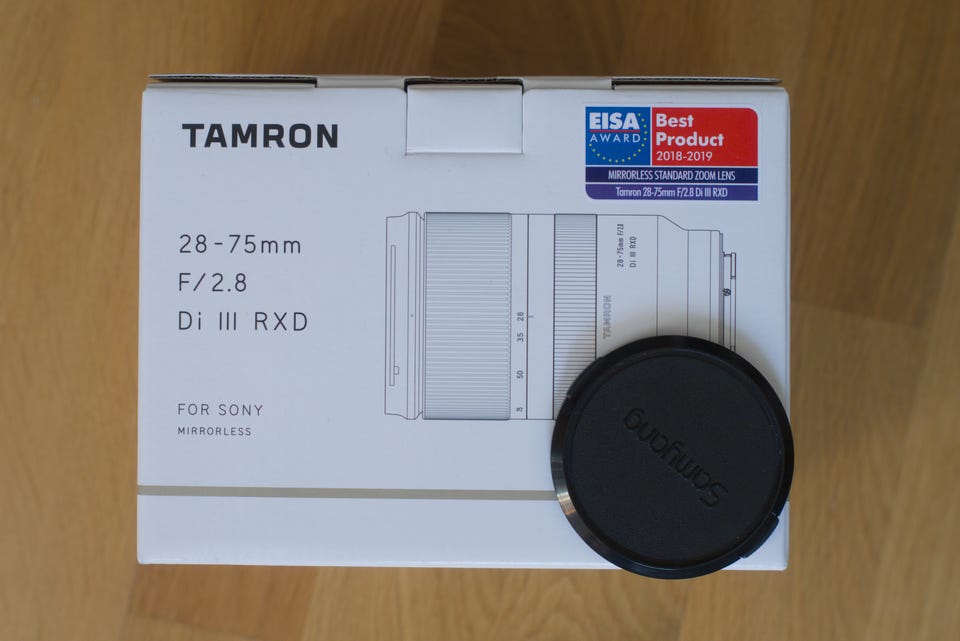 TAMRON
EISA
AWARD
Best
Product
2018-2019
MIRRORLESS STANDARD ZOOM LENS
Tamron 28-75mm F/2.8 Di III RXD
28-75mm
F/2.8
Di III RXD
28-75mm F/2.8
Di III RXD
TAMRON
28
35
50
75
FOR SONY
MIRRORLESS
Samyang